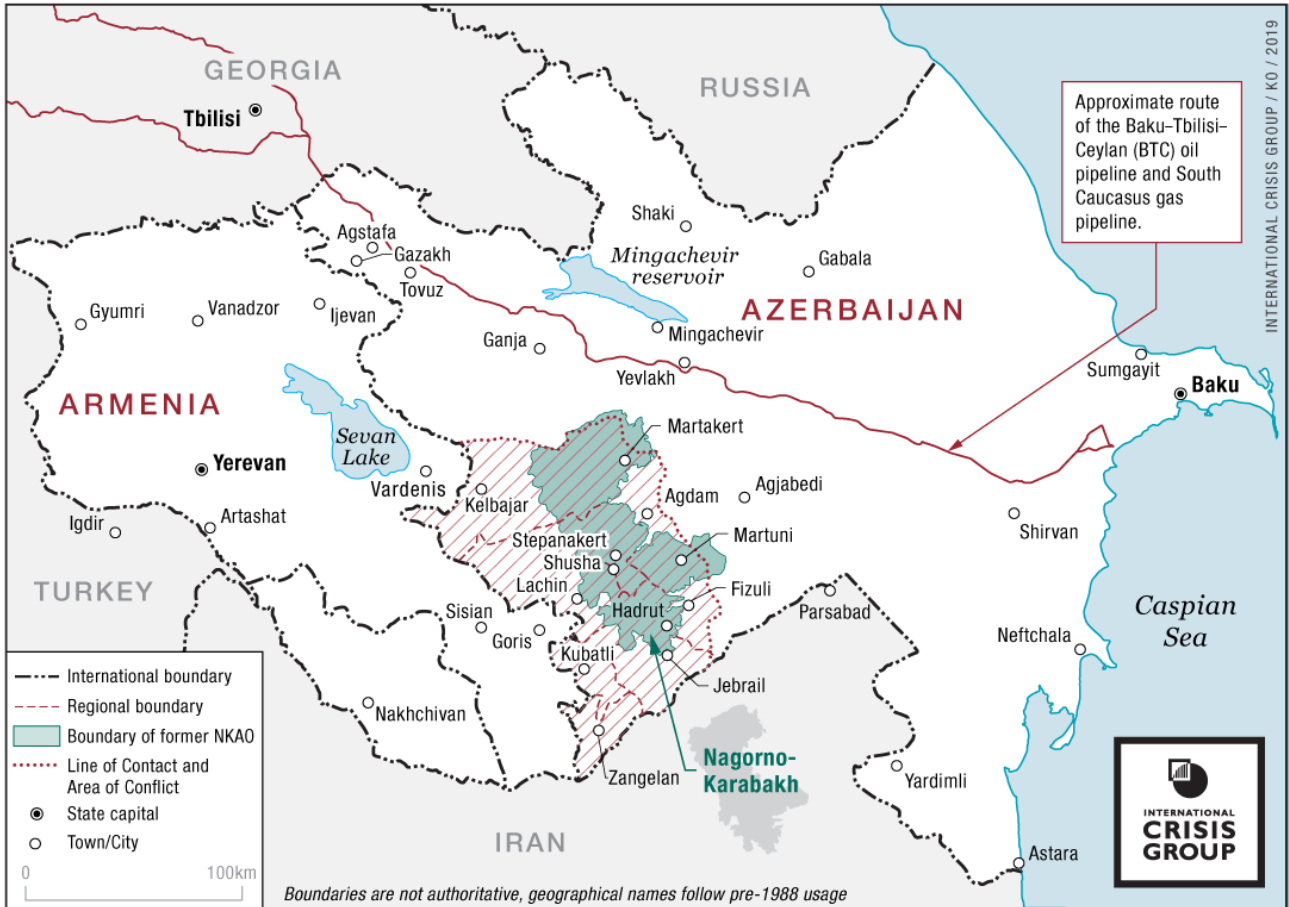 GEORGIA
RUSSIA
Tbilisi
INTERNATIONAL CRISIS GROUP / KO / 2019
Approximate route
of the Baku–Tbilisi–
Ceylan (BTC) oil
pipeline and South
Caucasus gas
pipeline.
Shaki
Agstafa
Gazakh
Mingachevir
reservoir
Gabala
Tovuz
AZERBAIJAN
Gyumri
Vanadzor
Ijevan
Mingachevir
Ganja
Sumgayit
Yevlakh
Baku
ARMENIA
Martakert
Sevan
Lake
Yerevan
Vardenis
Kelbajar
Agdam
Agjabedi
Igdir
Artashat
Shirvan
Stepanakert
Martuni
Shusha
TURKEY
Lachin
Fizuli
Parsabad
Caspian
Sea
Sisian
Hadrut
Goris
Neftchala
Kubatli
Jebrail
International boundary
Regional boundary
Nakhchivan
Boundary of former NKAO
Nagorno-
Karabakh
Line of Contact and
Area of Conflict
Zangelan
Yardimli
State capital
Town/City
IRAN
INTERNATIONAL
CRISIS
GROUP
Astara
0
100km
Boundaries are not authoritative, geographical names follow pre-1988 usage